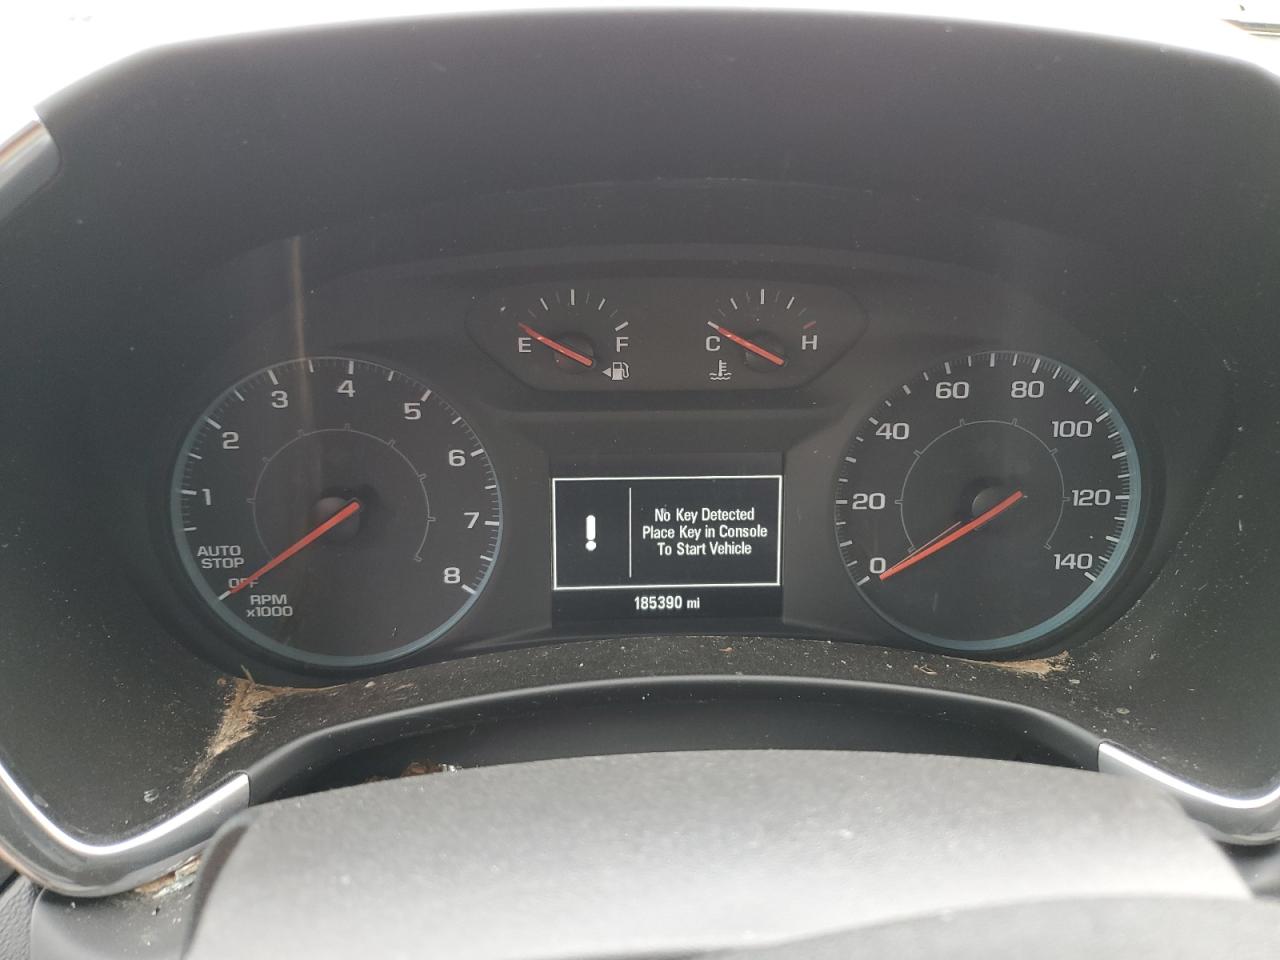 E F
C H
1
2
3
4
5
6
7
8
AUTO
STOP
OFF
RPM
x1000
No Key Detected
Place Key in Console
To Start Vehicle
185390 mi
0
20
40
60
80
100
120
140